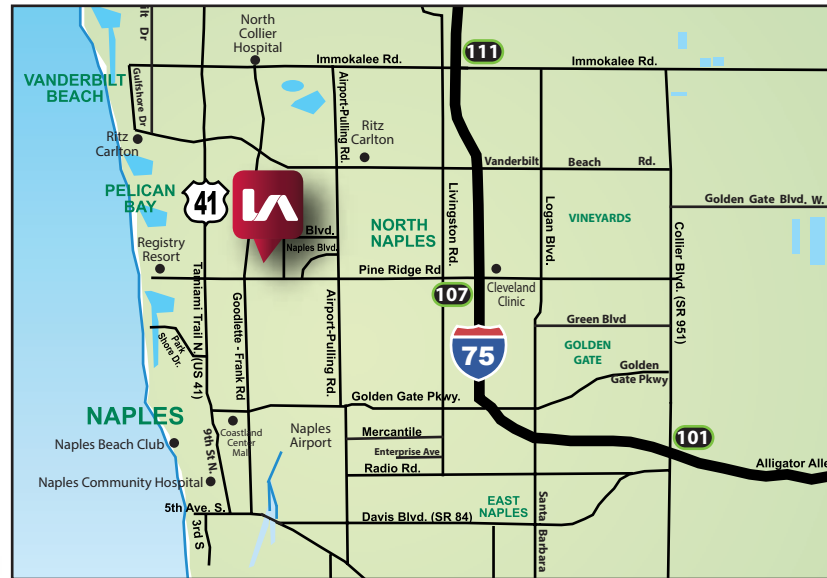 ilt Dr
North
Collier
Hospital
111
Immokalee Rd.
Immokalee Rd.
VANDERBILT
BEACH
Gulfshore Dr
Airport-Pulling Rd.
Ritz
Carlton
Ritz
Carlton
Vanderbilt Beach Rd.
PELICAN
BAY
41
Livingston Rd.
Logan Blvd.
Golden Gate Blvd. W.
VINEYARDS
NORTH
NAPLES
Blvd.
Naples Blvd.
Registry
Resort
Collier Blvd. (SR 951)
Pine Ridge Rd
Cleveland
Clinic
107
Tamiami Trail N. (US 41)
Goodlette - Frank Rd
Airport-Pulling Rd.
Green Blvd
75
GOLDEN
GATE
Park
Shore Dr.
Golden
Gate Pkwy
Golden Gate Pkwy.
NAPLES
Coastland
Center
Mall
Naples
Airport
Mercantile
101
Naples Beach Club
9th St N.
Enterprise Ave
Alligator Alle
Radio Rd.
Naples Community Hospital
5th Ave. S.
EAST
NAPLES
3rd S
Davis Blvd. (SR 84)
Santa Barbara